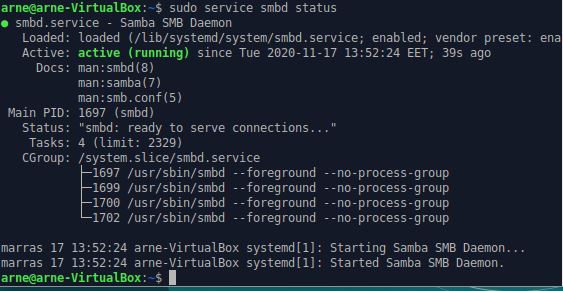 arne@arne-VirtualBox:~$ sudo service smbd status
● smbd.service - Samba SMB Daemon
   Loaded: loaded (/lib/systemd/system/smbd.service; enabled; vendor preset: ena
   Active: active (running) since Tue 2020-11-17 13:52:24 EET; 39s ago
     Docs: man:smbd(8)
           man:samba(7)
           man:smb.conf(5)
 Main PID: 1697 (smbd)
   Status: "smbd: ready to serve connections..."
    Tasks: 4 (limit: 2329)
   CGroup: /system.slice/smbd.service
           ├─1697 /usr/sbin/smbd --foreground --no-process-group
           ├─1699 /usr/sbin/smbd --foreground --no-process-group
           ├─1700 /usr/sbin/smbd --foreground --no-process-group
           └─1702 /usr/sbin/smbd --foreground --no-process-group

marras 17 13:52:24 arne-VirtualBox systemd[1]: Starting Samba SMB Daemon...
marras 17 13:52:24 arne-VirtualBox systemd[1]: Started Samba SMB Daemon.
arne@arne-VirtualBox:~$